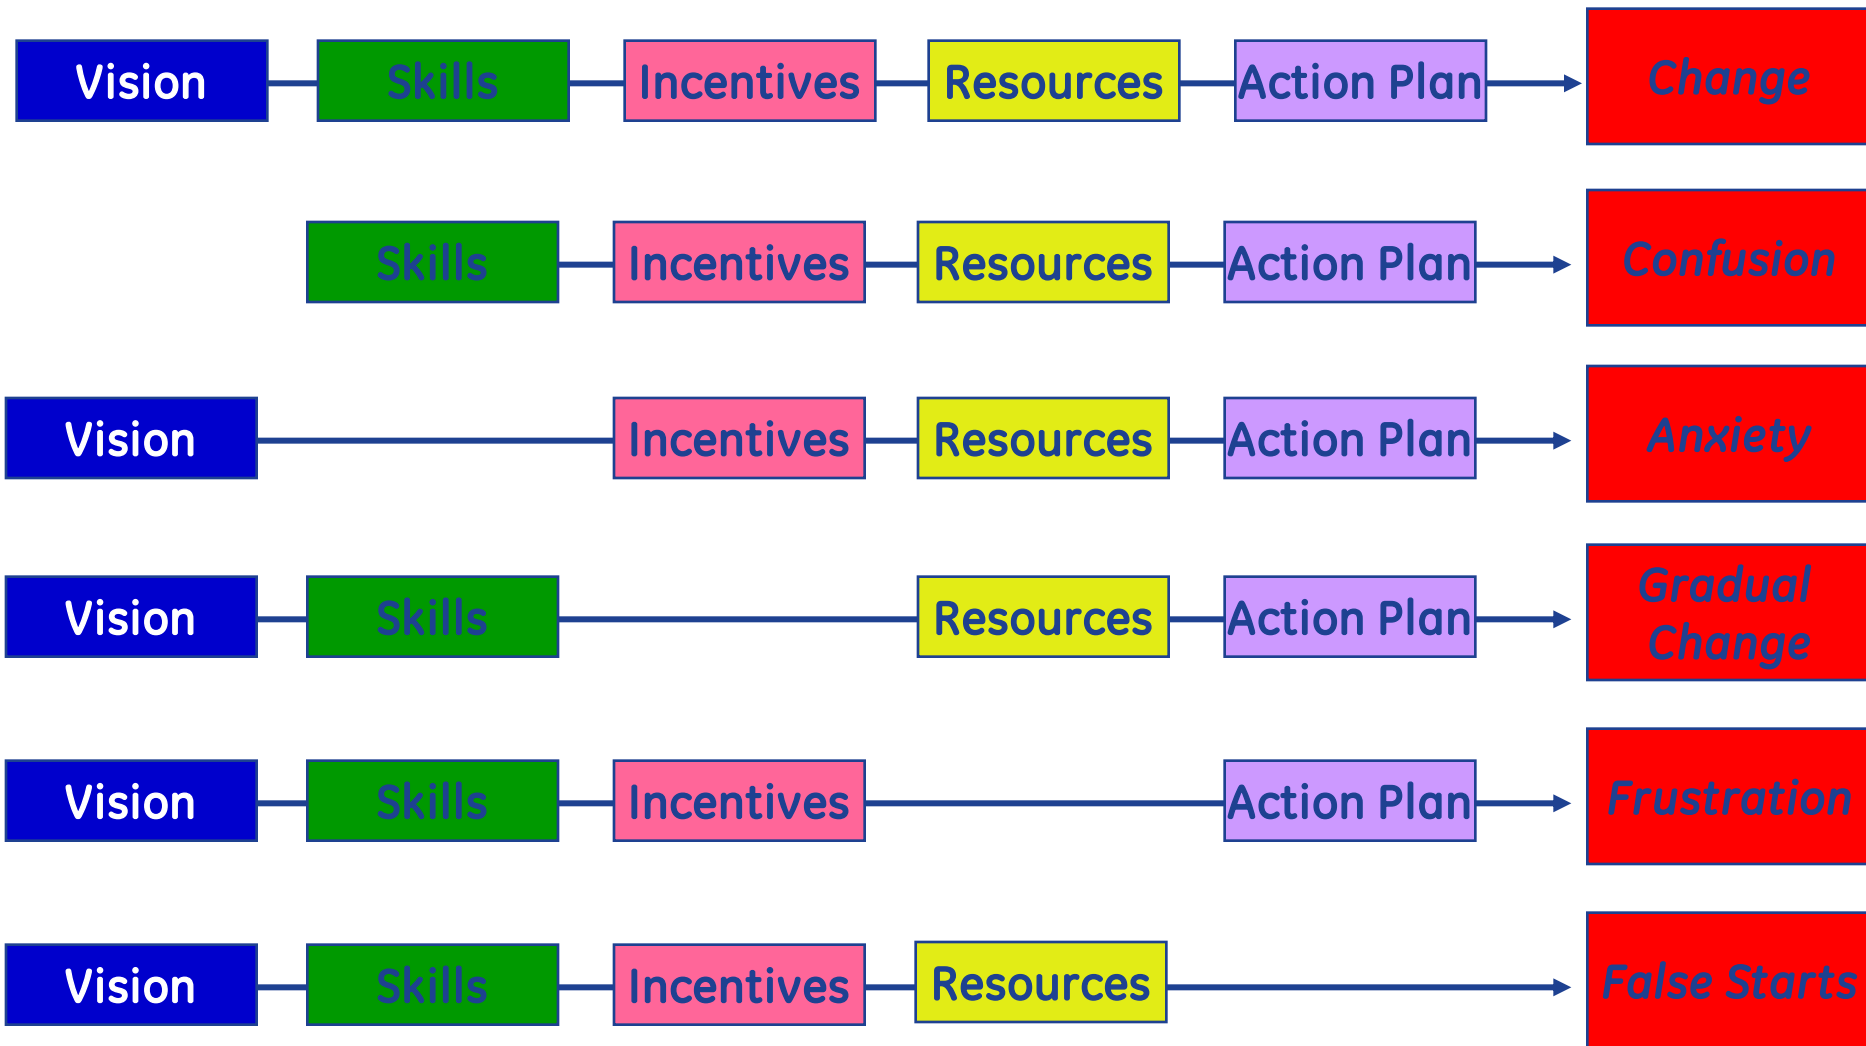 Vision Skills Incentives Resources Action Plan Change
Skills Incentives Resources Action Plan Confusion
Vision Incentives Resources Action Plan Anxiety
Vision Skills Resources Action Plan Gradual
Change
Vision Skills Incentives Action Plan Frustration
Vision Skills Incentives Resources False Starts